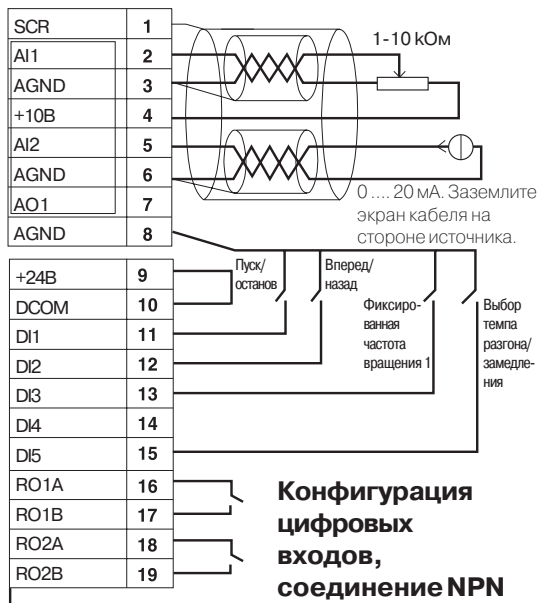 SCR 1
AI1 2
AGND 3
+10В 4
AI2 5
AGND 6
AO1 7
AGND 8
1-10 kОм
0 .... 20 мА. Заземлите
экран кабеля на
стороне источника.
+24В 9
DCOM 10
DI1 11
DI2 12
DI3 13
DI4 14
DI5 15
RO1A 16
RO1B 17
RO2A 18
RO2B 19
Пуск/
останов
Вперед/
назад
Фиксиро-
ванная
частота
вращения 1
Выбор
темпа
разгона/
замедле-
ния
Конфигурация
цифровых
входов,
соединение NPN